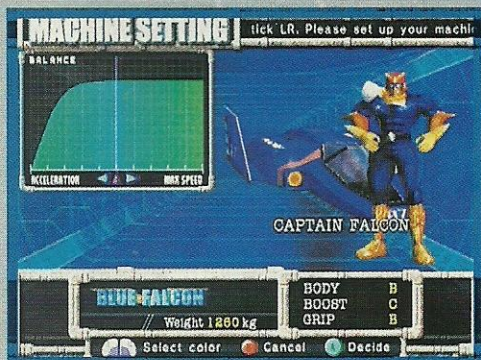 MACHINE SETTING
tick LR. Please set up your machin
BALANCE
ACCELERATION
MAX SPEED
CAPTAIN FALCON
BLUE FALCON
Weight 1260 kg
BODY B
BOOST C
GRIP B
Select color Cancel Decide